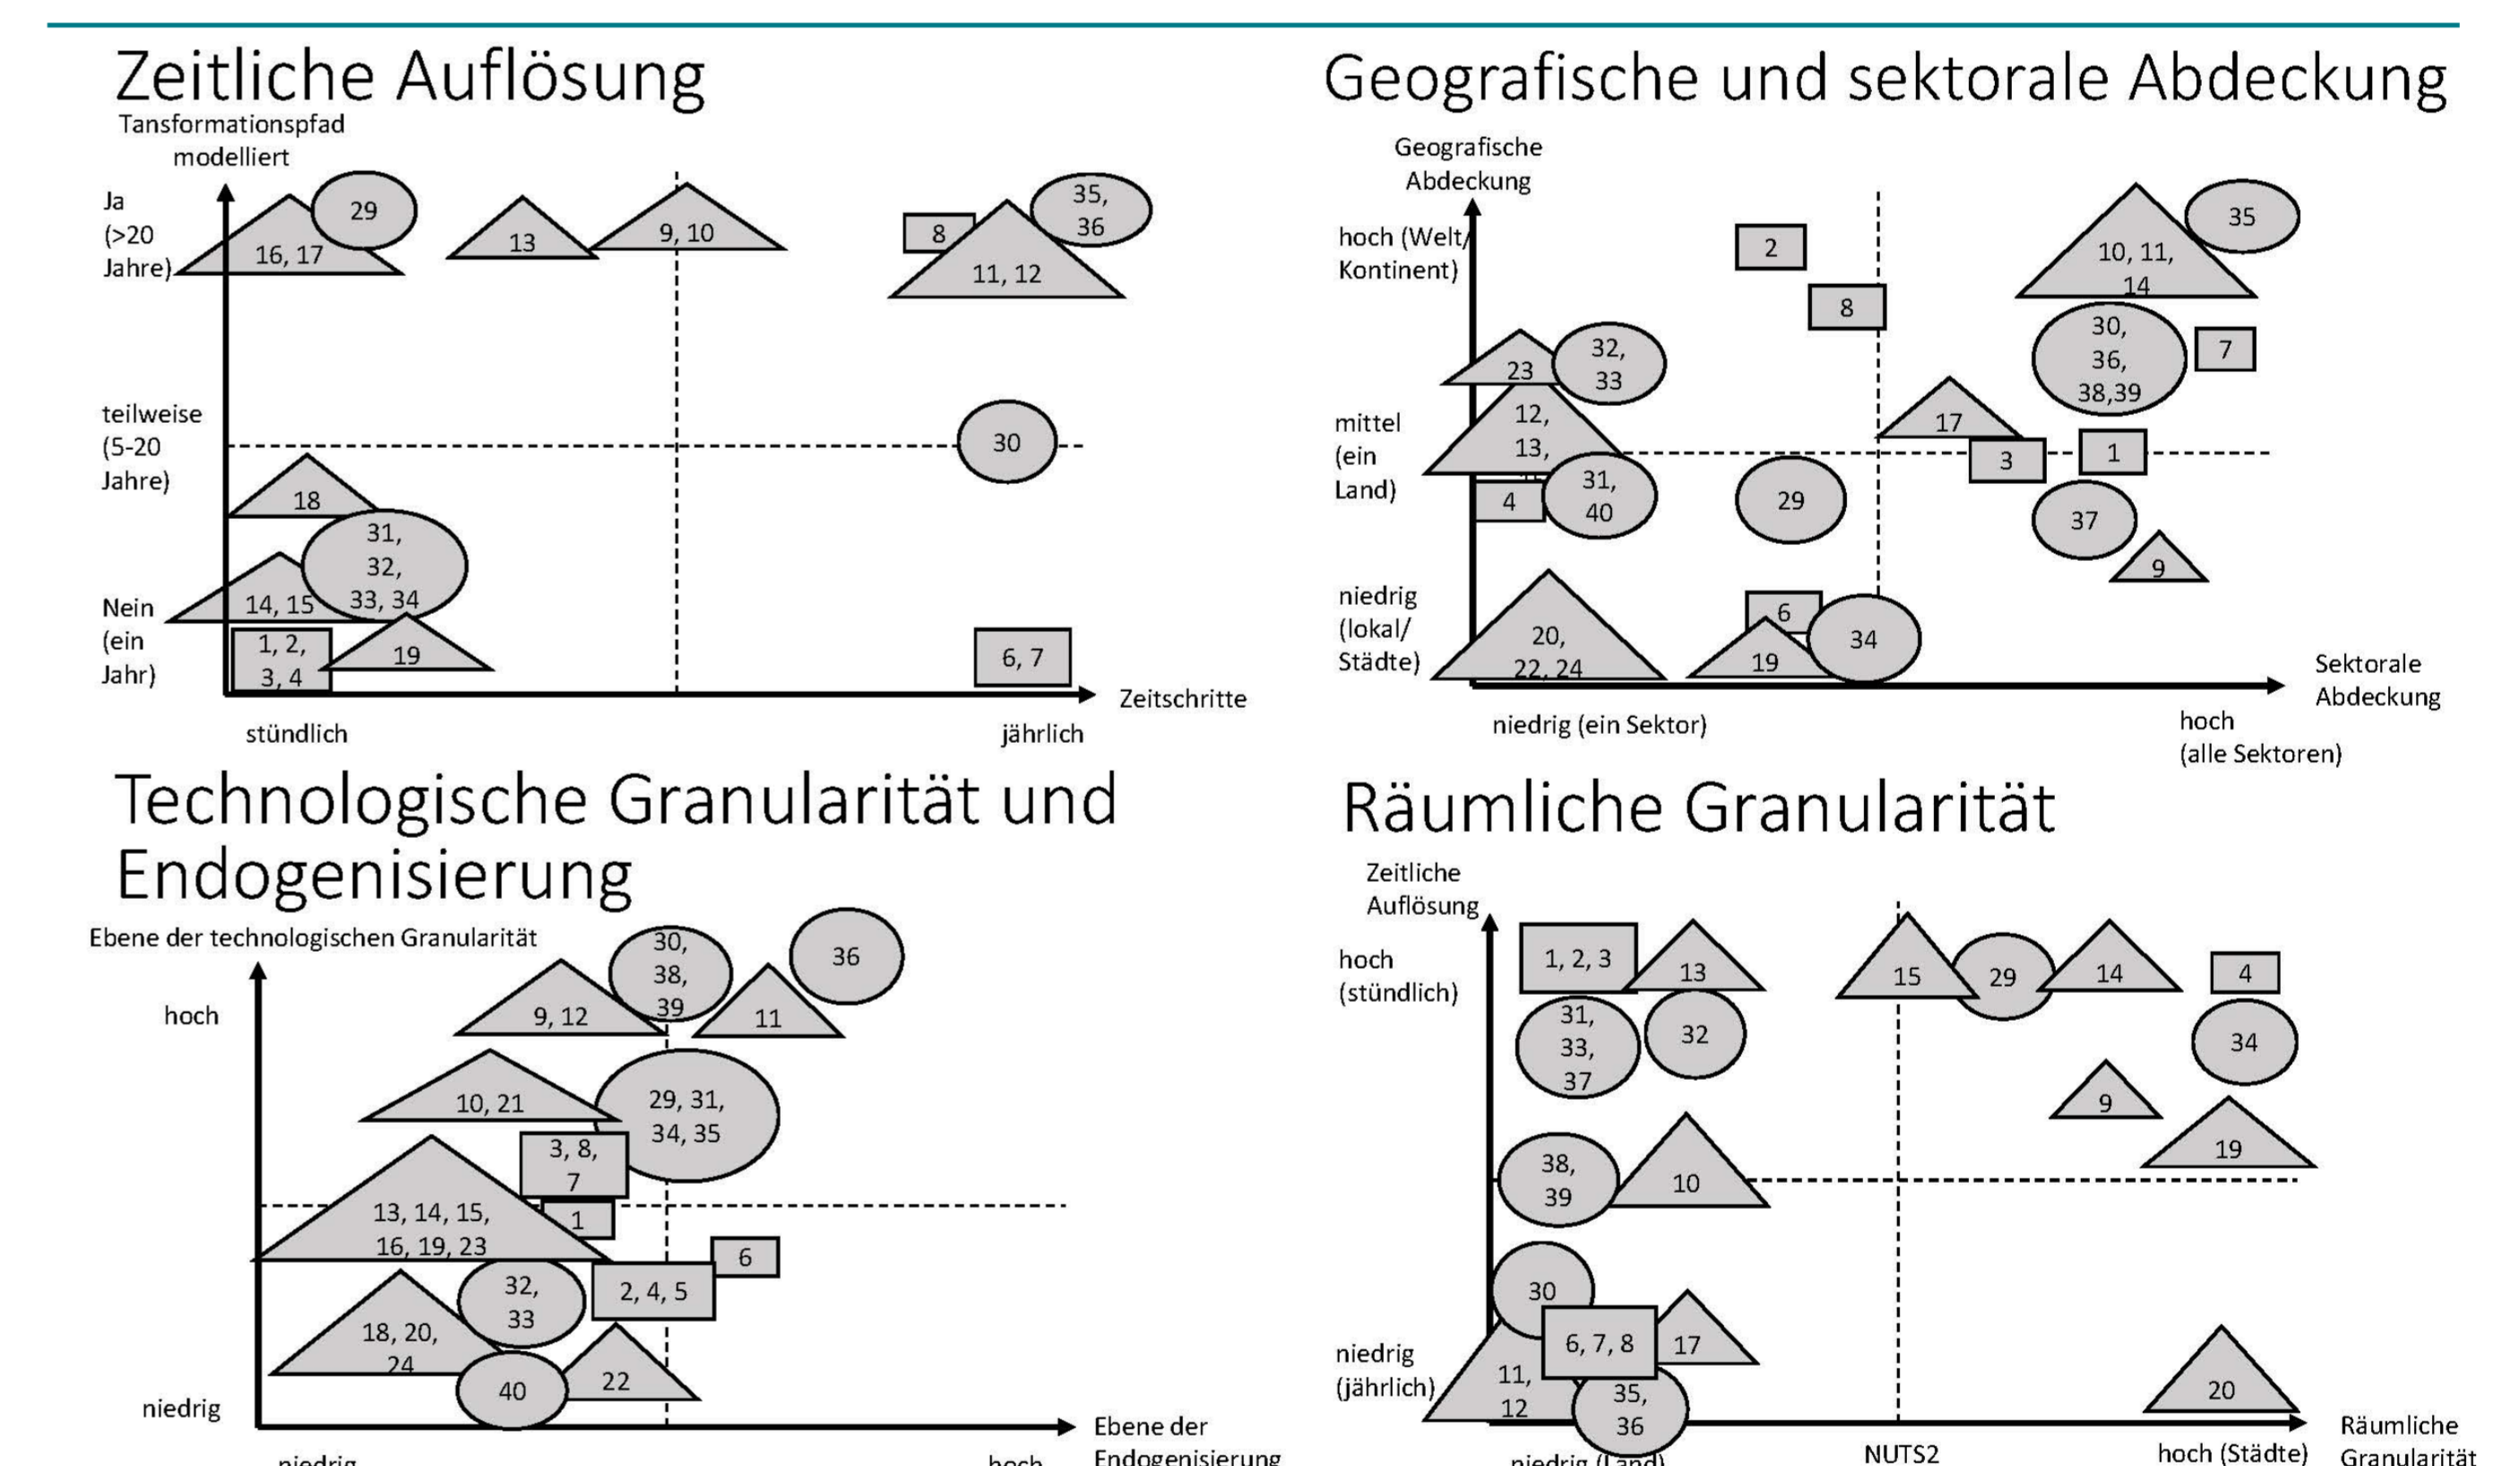 Zeitliche Auflösung
Tansformationspfad
modelliert
Ja
(>20
Jahre)
29
16, 17
13
9, 10
8
11, 12
35,
36
teilweise
(5-20
Jahre)
30
18
31,
32,
33, 34
14, 15
Nein
(ein
Jahr)
1, 2,
3, 4
19
6, 7
Zeitschritte
stündlich
jährlich
Geografische und sektorale Abdeckung
Geografische
Abdeckung
hoch (Welt/
Kontinent)
2
8
10, 11,
14
35
30,
36,
38,39
7
23
32,
33
mittel
(ein
Land)
12,
13,
17
3
1
4
31,
40
29
37
9
niedrig
(lokal/
Städte)
20,
22, 24
6
19
34
Sektorale
Abdeckung
niedrig (ein Sektor)
hoch
(alle Sektoren)
Technologische Granularität und
Endogenisierung
Ebene der technologischen Granularität
hoch
9, 12
30,
38,
39
11
36
10, 21
29, 31,
34, 35
3, 8,
7
1
13, 14, 15,
16, 19, 23
6
2, 4, 5
32,
33
18, 20,
24
40
22
niedrig
Ebene der
Endogenisierung
niedrig
hoch
Räumliche Granularität
Zeitliche
Auflösung
hoch
(stündlich)
1, 2, 3
13
15
29
14
4
31,
33,
37
32
34
9
19
38,
39
10
30
6, 7, 8
17
niedrig
(jährlich)
11,
12
35,
36
20
Räumliche
Granularität
niedrig (Land)
NUTS2
hoch (Städte)